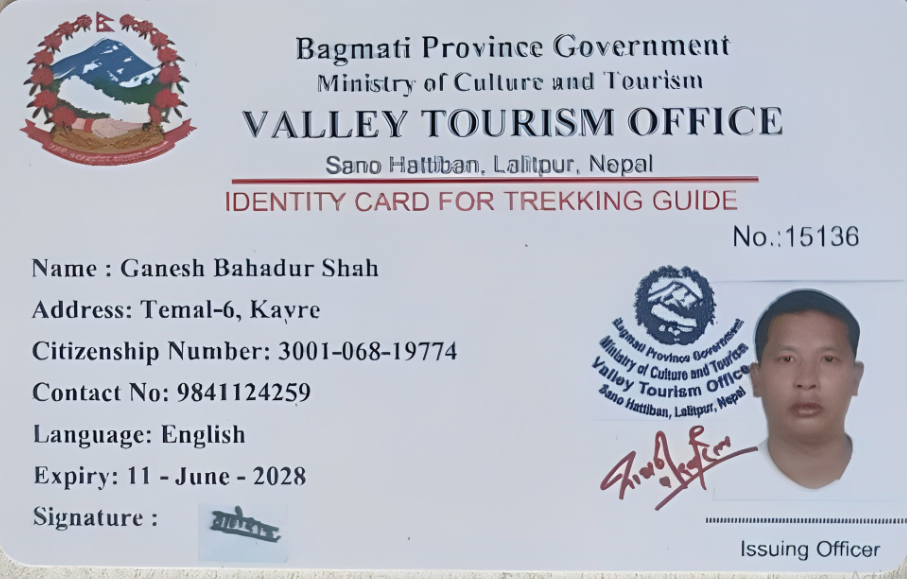 Bagmati Province Government
Ministry of Culture and Tourism
VALLEY TOURISM OFFICE
Sano Hattiban, Lalitpur, Nepal
IDENTITY CARD FOR TREKKING GUIDE
No.:15136
Name : Ganesh Bahadur Shah
Address: Temal-6, Kavre
Citizenship Number: 3001-068-19774
Contact No: 9841124259
Language: English
Expiry: 11 - June - 2028
Signature :
Bagmati Province Government
Ministry of Culture and Tourism
Valley Tourism Office
Sano Hattiban, Lalitpur, Nepal
Issuing Officer